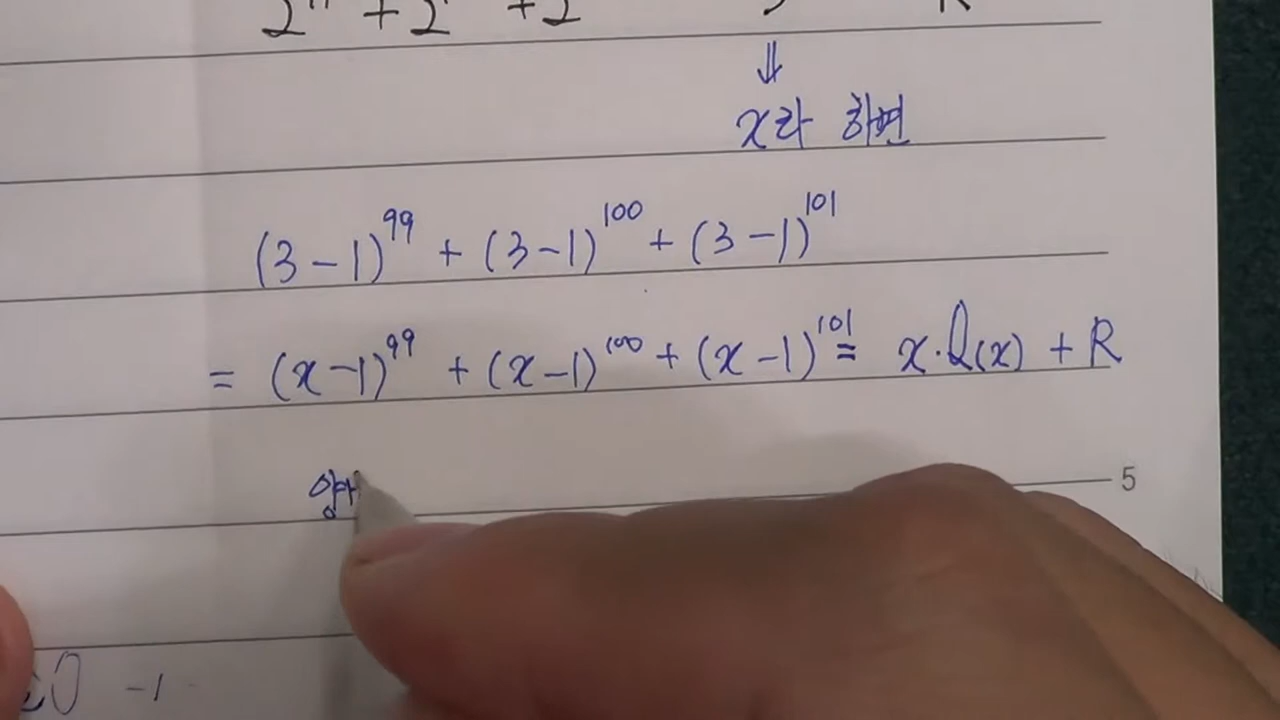 x라 하면
(3-1)^99 + (3-1)^100 + (3-1)^101
= (x-1)^99 + (x-1)^100 + (x-1)^101 = x·Q(x) + R
5
-1